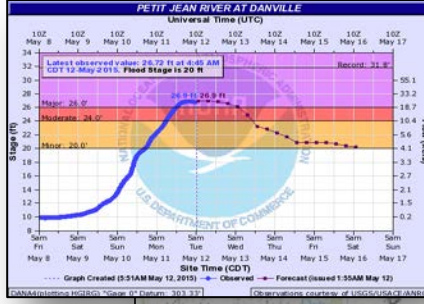 PETIT JEAN RIVER AT DANVILLE
Universal Time (UTC)
10Z 10Z 10Z 10Z 10Z 10Z 10Z 10Z 10Z 10Z
May 8 May 9 May 10 May 11 May 12 May 13 May 14 May 15 May 16 May 17
Latest observed value: 26.72 ft at 4:45 AM
CDT 12-May-2015. Flood Stage is 20 ft
Record: 31.8'
26.9 ft 26.9 ft
Major: 26.0'
Moderate: 24.0'
Minor: 20.0'
Stage (ft)
34
32
30
28
26
24
22
20
18
16
14
12
10
8
55.1
33.2
18.7
10.4
5.6
4.1
3.3
2.7
2.1
1.5
0.2
U.S. DEPARTMENT OF COMMERCE
5am 5am 5am 5am 5am 5am 5am 5am 5am 5am
Fri Sat Sun Mon Tue Wed Thu Fri Sat Sun
May 8 May 9 May 10 May 11 May 12 May 13 May 14 May 15 May 16 May 17
Site Time (CDT)
Graph Created (5:51AM May 12, 2015) Observed Forecast (issued 1:55AM May 12)
DANA4(plotting HGIRG) "Gage 0" Datum: 303.33'
Observations courtesy of USGS/USACE/ANRC